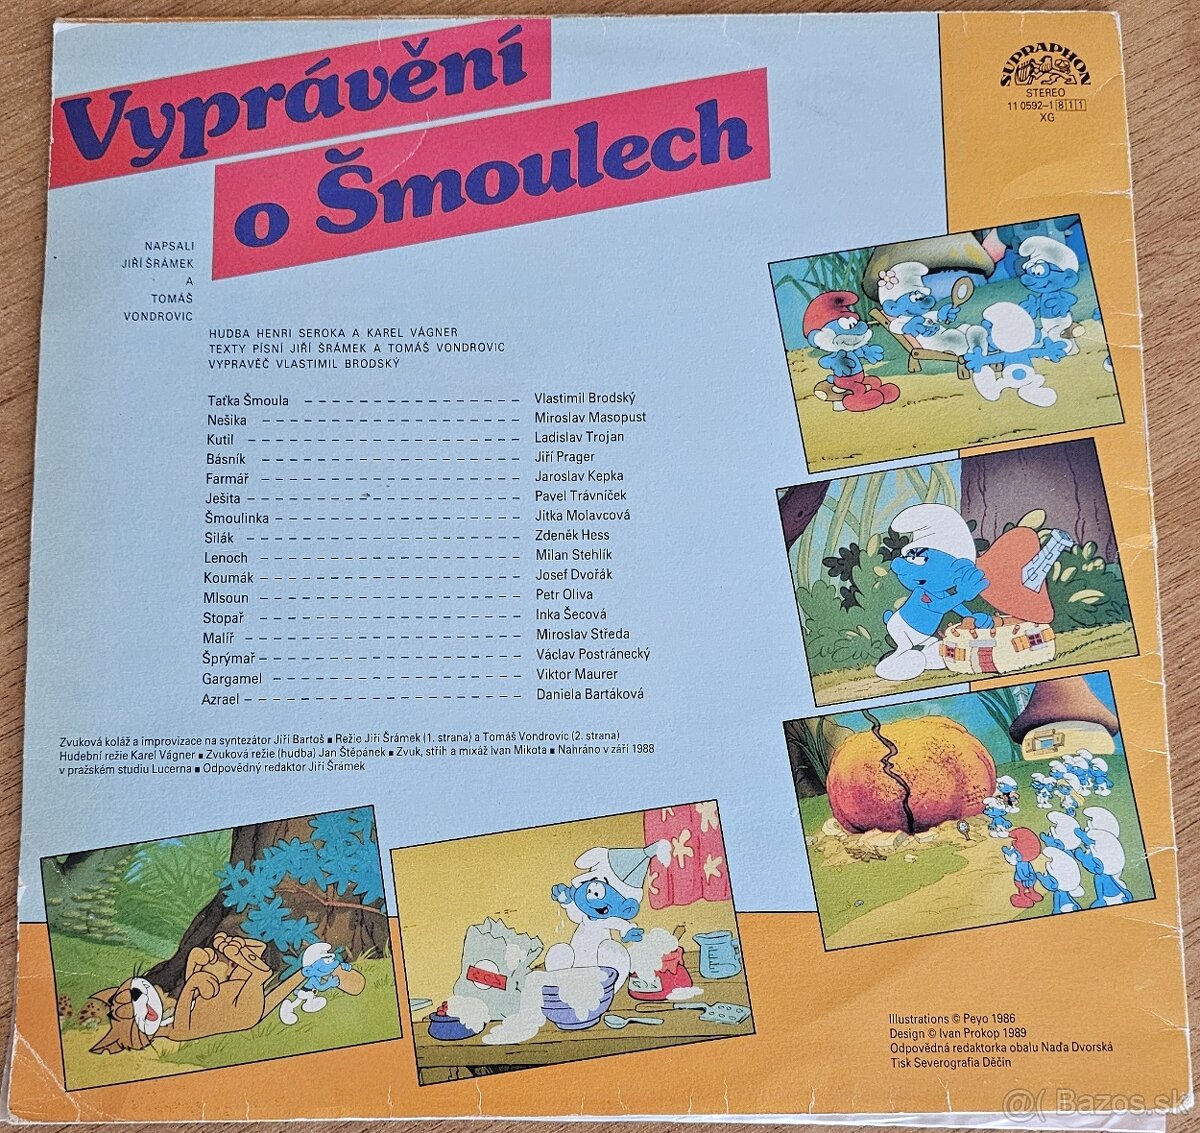 Vyprávění
o Šmoulech
SUPRAPHON
STEREO
11 0592-1 811
XG
NAPSALI
JIŘÍ ŠRÁMEK
A
TOMÁŠ
VONDROVIC
HUDBA HENRI SEROKA A KAREL VÁGNER
TEXTY PÍSNÍ JIŘÍ ŠRÁMEK A TOMÁŠ VONDROVIC
VYPRAVĚČ VLASTIMIL BRODSKÝ
Taťka Šmoula – – – – – – – – – – – – – – – – Vlastimil Brodský
Nešika – – – – – – – – – – – – – – – – – – – – Miroslav Masopust
Kutil – – – – – – – – – – – – – – – – – – – – – Ladislav Trojan
Básník – – – – – – – – – – – – – – – – – – – – Jiří Prager
Farmář – – – – – – – – – – – – – – – – – – – – Jaroslav Kepka
Ješita – – – – – – – – – – – – – – – – – – – – – Pavel Trávníček
Šmoulinka – – – – – – – – – – – – – – – – – – Jitka Molavcová
Silák – – – – – – – – – – – – – – – – – – – – – Zdeněk Hess
Lenoch – – – – – – – – – – – – – – – – – – – – Milan Stehlík
Koumák – – – – – – – – – – – – – – – – – – – – Josef Dvořák
Mlsoun – – – – – – – – – – – – – – – – – – – – Petr Oliva
Stopař – – – – – – – – – – – – – – – – – – – – – Inka Šecová
Malíř – – – – – – – – – – – – – – – – – – – – – Miroslav Středa
Šprýmař – – – – – – – – – – – – – – – – – – – – Václav Postránecký
Gargamel – – – – – – – – – – – – – – – – – – – Viktor Maurer
Azrael – – – – – – – – – – – – – – – – – – – – – Daniela Bartáková
Zvuková koláž a improvizace na syntezátor Jiří Bartoš ■ Režie Jiří Šrámek (1. strana) a Tomáš Vondrovic (2. strana)
Hudební režie Karel Vágner ■ Zvuková režie (hudba) Jan Štěpánek ■ Zvuk, střih a mixáž Ivan Mikota ■ Nahráno v září 1988
v pražském studiu Lucerna ■ Odpovědný redaktor Jiří Šrámek
Illustrations © Peyo 1986
Design © Ivan Prokop 1989
Odpovědná redaktorka obalu Naďa Dvorská
Tisk Severografia Děčín
@( Bazos.sk